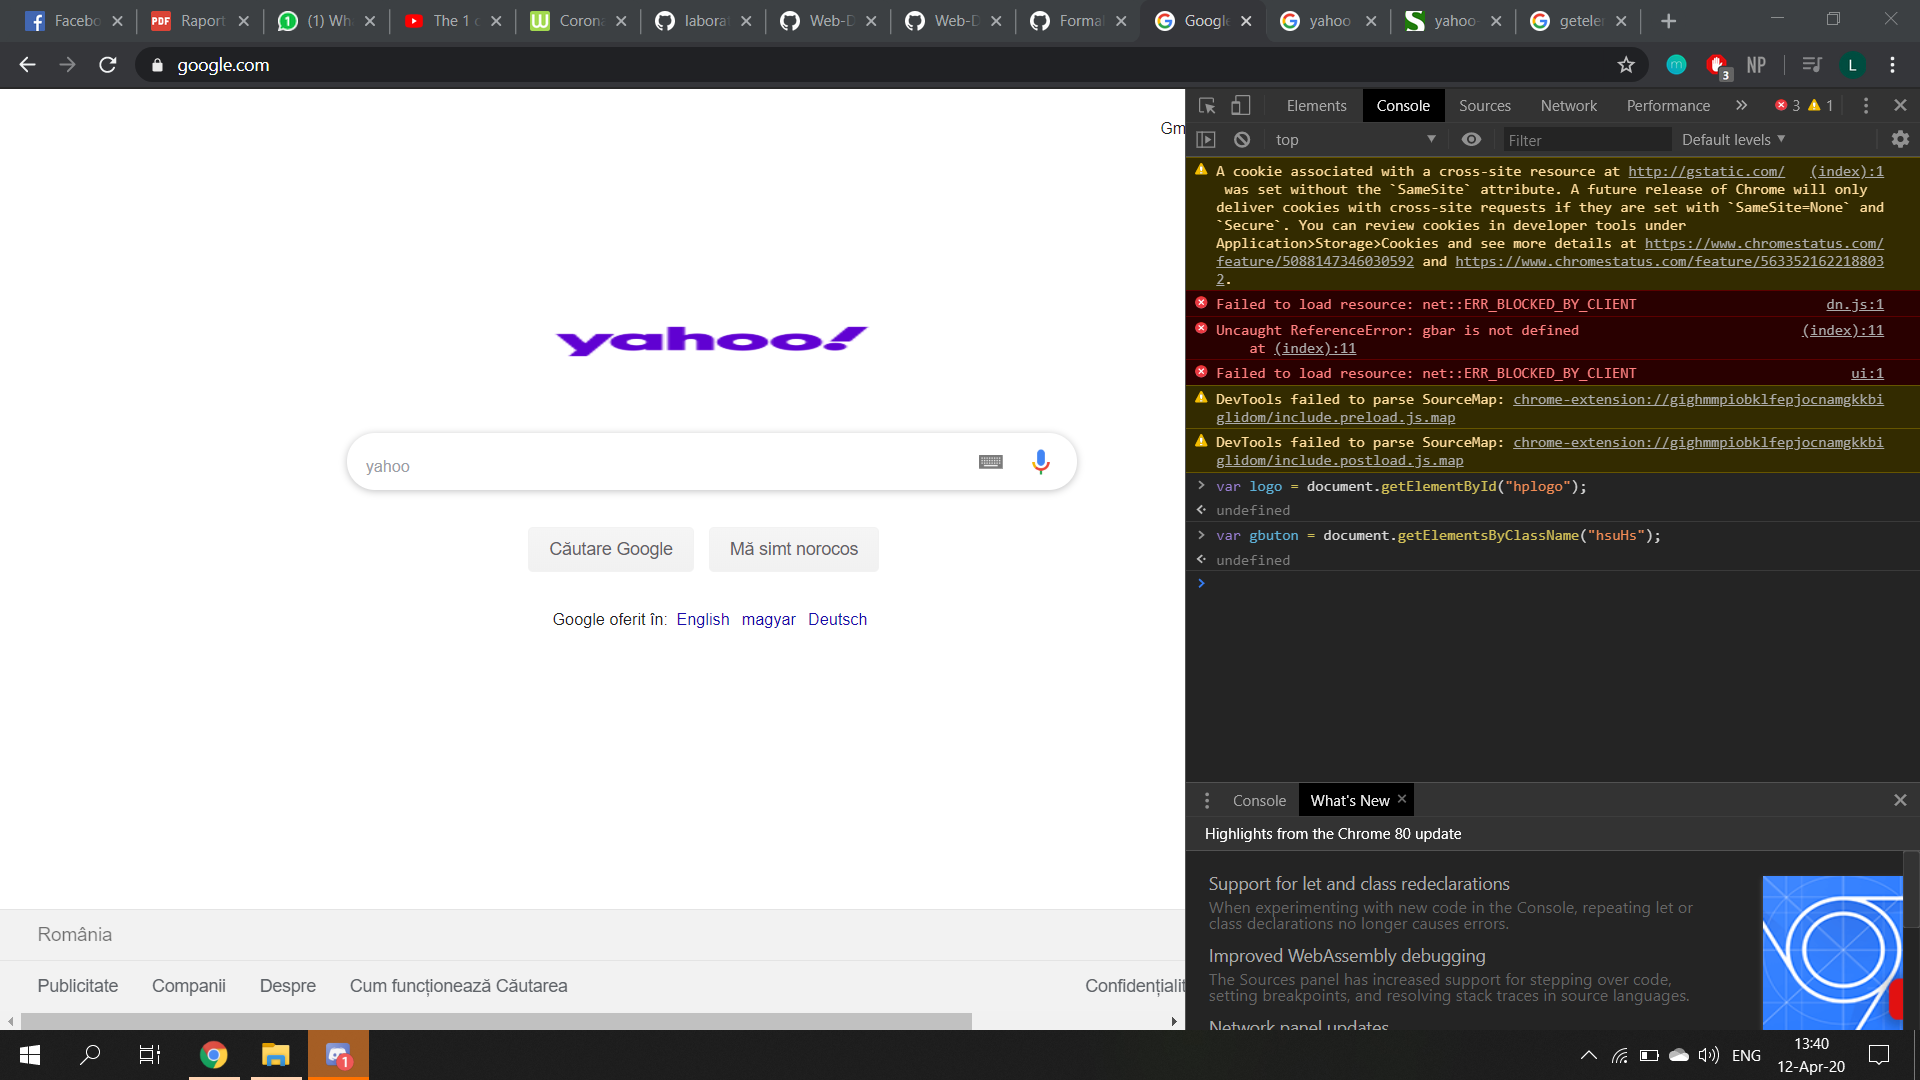 Facebo
PDF Raport
(1) Wh
The 1
Coron
laborat
Web-D
Web-D
Forma
Google
yahoo
yahoo
getele
google.com
3
NP
L
Elements Console Sources Network Performance 3 1
top Filter Default levels
Gm
A cookie associated with a cross-site resource at http://gstatic.com/ (index):1
was set without the `SameSite` attribute. A future release of Chrome will only
deliver cookies with cross-site requests if they are set with `SameSite=None` and
`Secure`. You can review cookies in developer tools under
Application>Storage>Cookies and see more details at https://www.chromestatus.com/
feature/5088147346030592 and https://www.chromestatus.com/feature/563352162218803
2.
Failed to load resource: net::ERR_BLOCKED_BY_CLIENT dn.js:1
Uncaught ReferenceError: gbar is not defined (index):11
at (index):11
Failed to load resource: net::ERR_BLOCKED_BY_CLIENT ui:1
DevTools failed to parse SourceMap: chrome-extension://gighmmpiobklfepjocnamgkkbi
glidom/include.preload.js.map
DevTools failed to parse SourceMap: chrome-extension://gighmmpiobklfepjocnamgkkbi
glidom/include.postload.js.map
> var logo = document.getElementById("hplogo");
undefined
> var gbuton = document.getElementsByClassName("hsuHs");
undefined
>
yahoo!
yahoo
Căutare Google Mă simt norocos
Google oferit în: English magyar Deutsch
România
Publicitate Companii Despre Cum funcționează Căutarea Confidențialit
Console What's New
Highlights from the Chrome 80 update
Support for let and class redeclarations
When experimenting with new code in the Console, repeating let or
class declarations no longer causes errors.
Improved WebAssembly debugging
The Sources panel has increased support for stepping over code,
setting breakpoints, and resolving stack traces in source languages.
Network panel updates
1
ENG
13:40
12-Apr-20